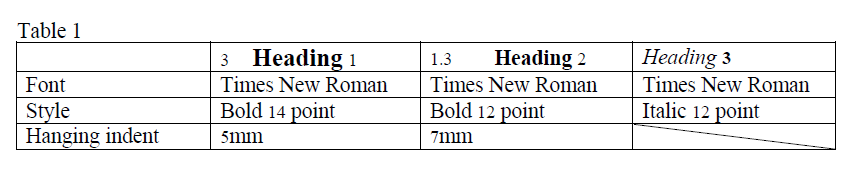 Table 1
3 Heading 1 1.3 Heading 2 Heading 3
Font Times New Roman Times New Roman Times New Roman
Style Bold 14 point Bold 12 point Italic 12 point
Hanging indent 5mm 7mm